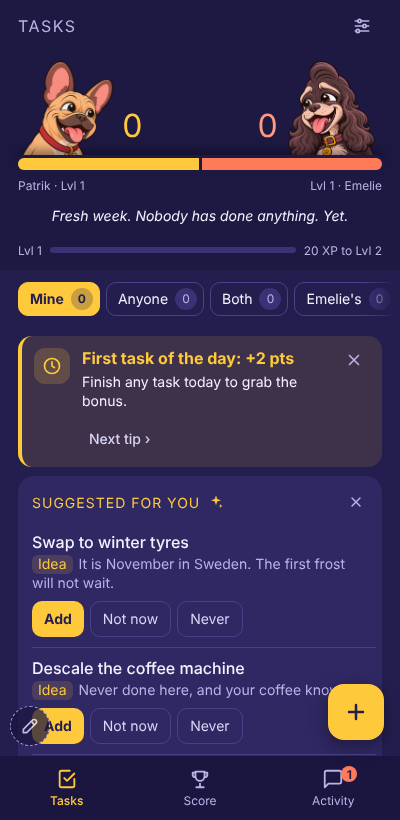 TASKS
0
0
Patrik · Lvl 1
Lvl 1 · Emelie
Fresh week. Nobody has done anything. Yet.
Lvl 1
20 XP to Lvl 2
Mine 0
Anyone 0
Both 0
Emelie's 0
First task of the day: +2 pts
Finish any task today to grab the
bonus.
Next tip ›
SUGGESTED FOR YOU
Swap to winter tyres
Idea It is November in Sweden. The first frost
will not wait.
Add
Not now
Never
Descale the coffee machine
Idea Never done here, and your coffee
Add
Not now
Never
Tasks
Score
1
Activity